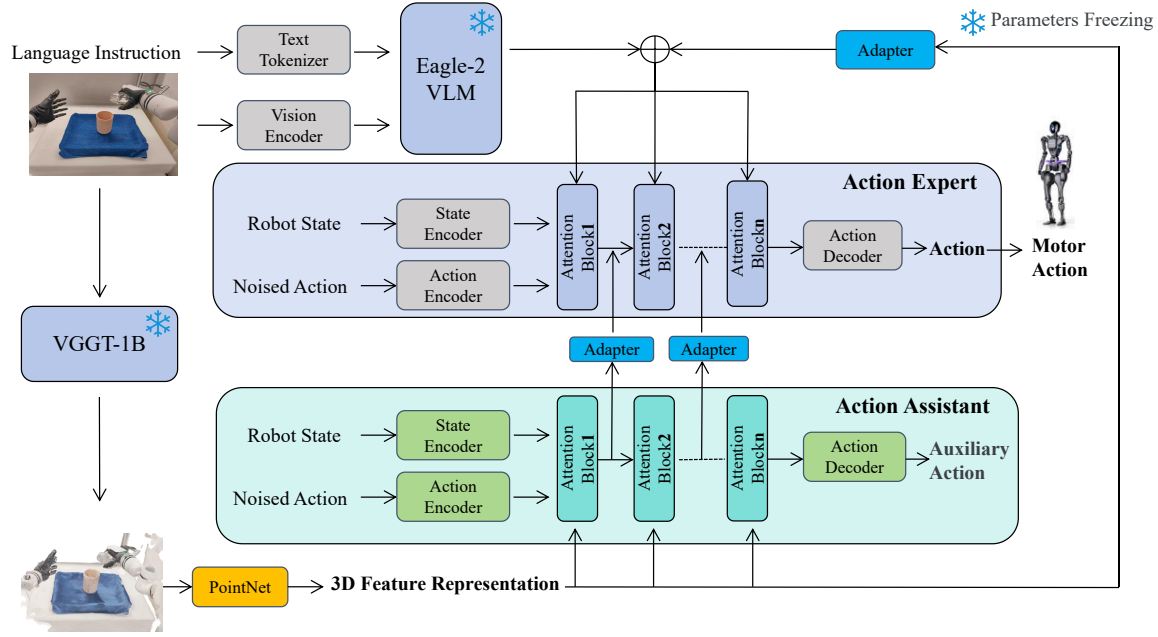 Language Instruction
Text
Tokenizer
Vision
Encoder
Eagle-2
VLM
Adapter
Parameters Freezing
Action Expert
Robot State
State
Encoder
Noised Action
Action Encoder
Attention
Block1
Attention
Block2
Attention
Blockn
Action
Decoder
Action
Motor
Action
VGGT-1B
Adapter
Adapter
Action Assistant
Robot State
State
Encoder
Noised Action
Action
Encoder
Attention
Block1
Attention
Block2
Attention
Blockn
Action
Decoder
Auxiliary
Action
PointNet
3D Feature Representation